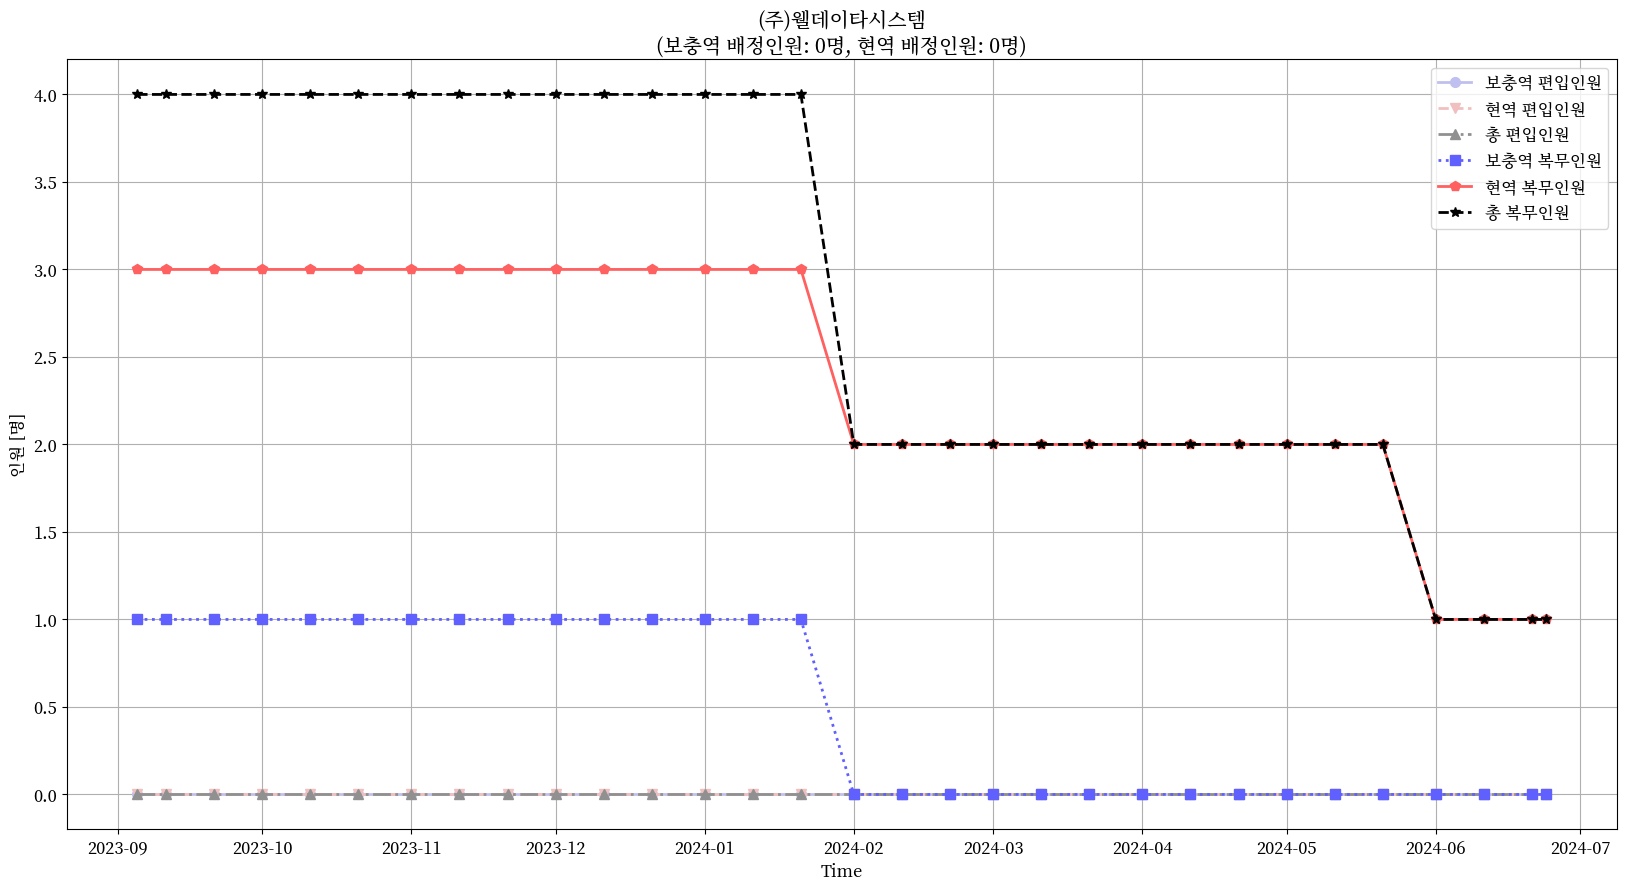 (주)웰데이타시스템
(보충역 배정인원: 0명, 현역 배정인원: 0명)
보충역 편입인원
현역 편입인원
총 편입인원
보충역 복무인원
현역 복무인원
총 복무인원
인원 [명]
4.0
3.5
3.0
2.5
2.0
1.5
1.0
0.5
0.0
2023-09 2023-10 2023-11 2023-12 2024-01 2024-02 2024-03 2024-04 2024-05 2024-06 2024-07
Time